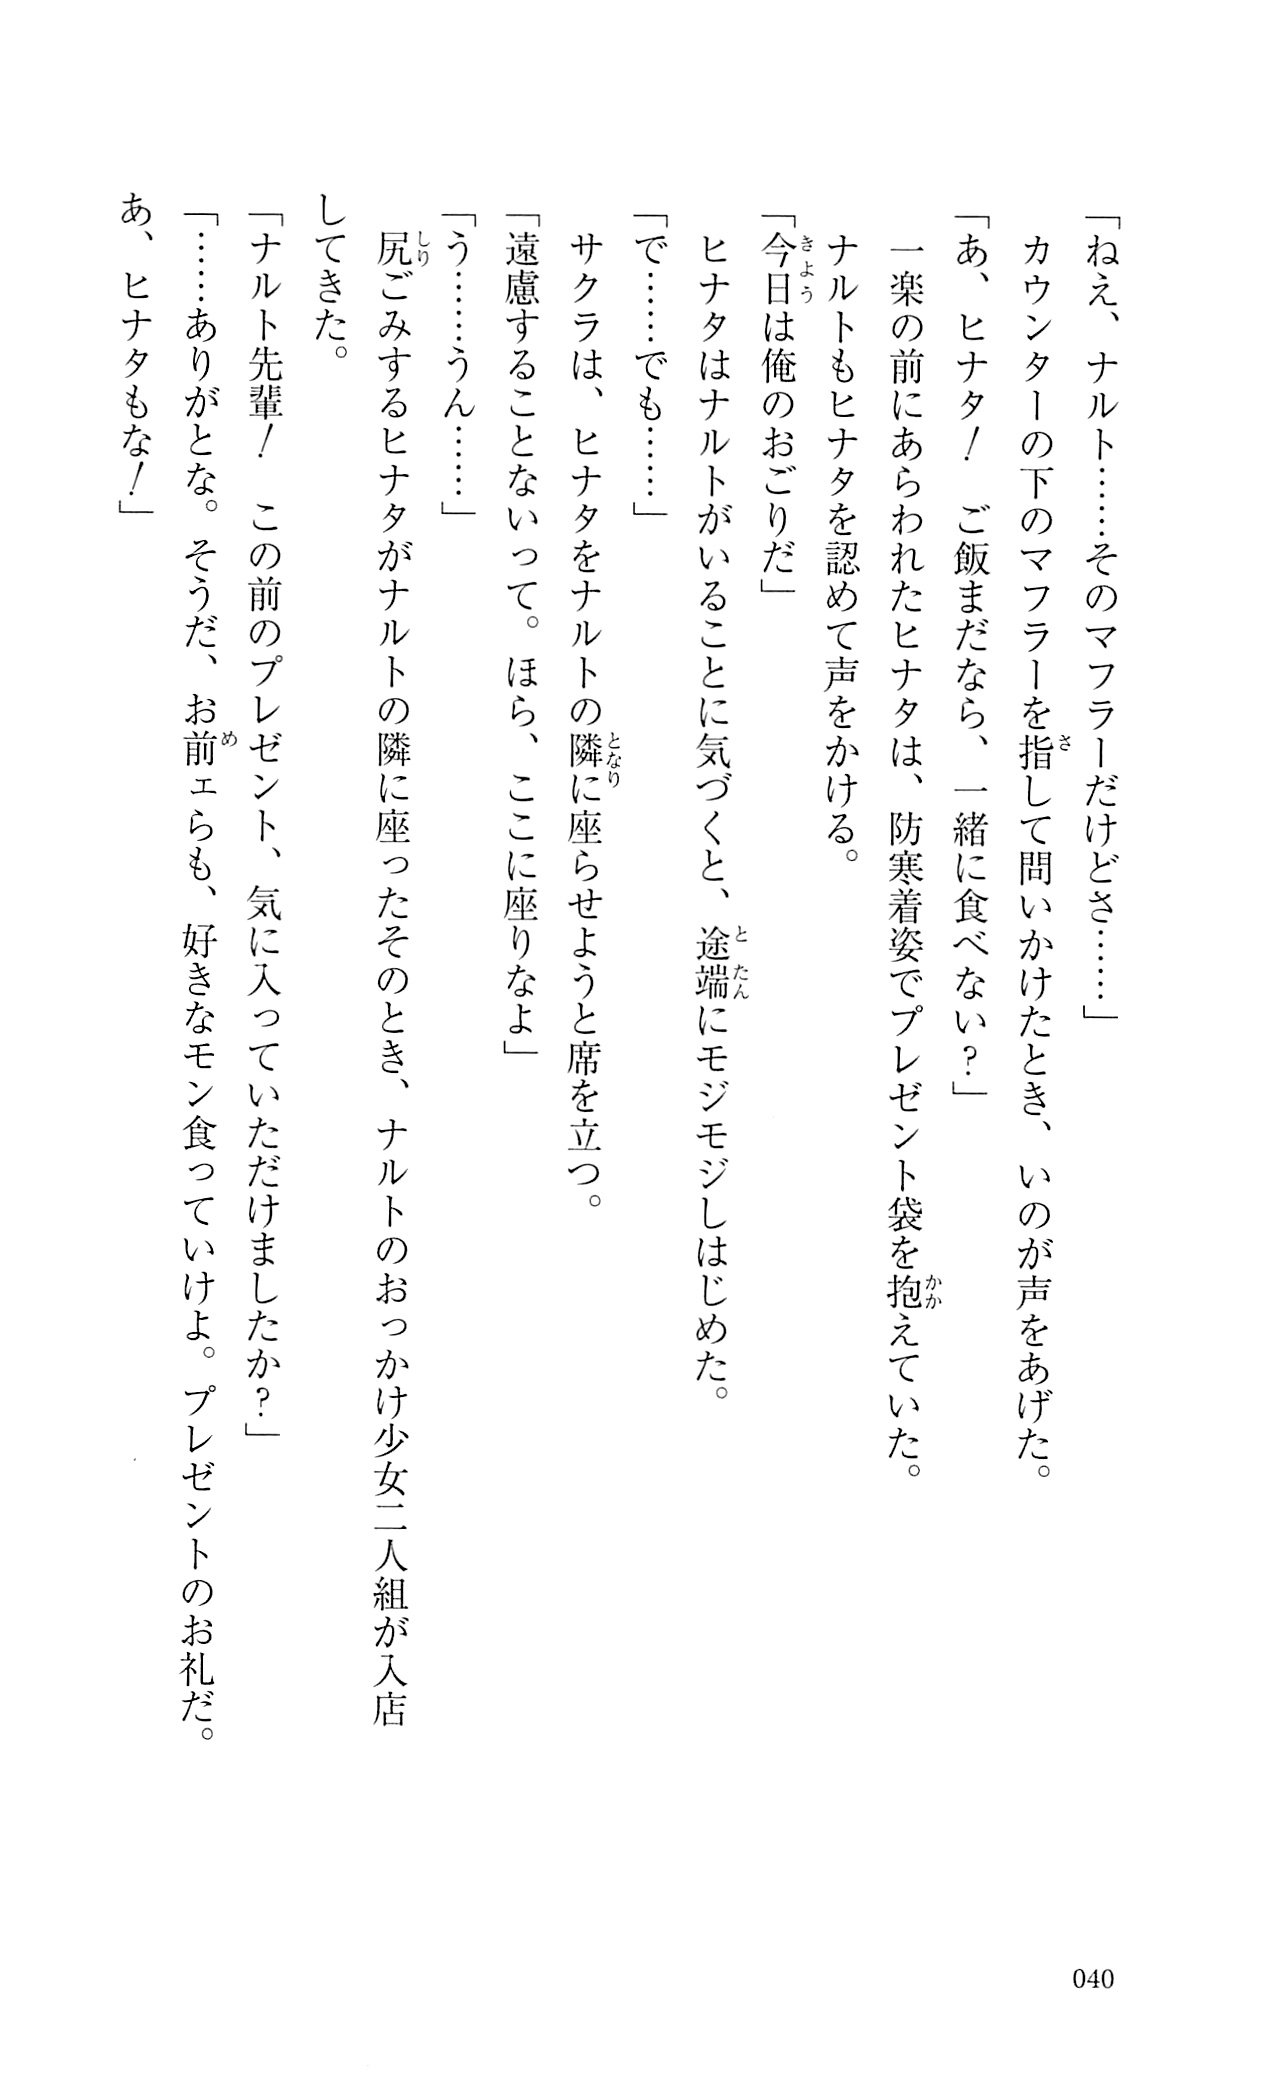 「ねえ、ナルト……そのマフラーだけどさ……」
カウンターの下のマフラーを指して問いかけたとき、いのが声をあげた。
「あ、ヒナタ！　ご飯まだなら、一緒に食べない？」
一楽の前にあらわれたヒナタは、防寒着姿でプレゼント袋を抱えていた。
ナルトもヒナタを認めて声をかける。
「今日は俺のおごりだ」
ヒナタはナルトがいることに気づくと、途端にモジモジしはじめた。
「で……でも……」
サクラは、ヒナタをナルトの隣に座らせようと席を立つ。
「遠慮することないって。ほら、ここに座りなよ」
「う……うん……」
尻ごみするヒナタがナルトの隣に座ったそのとき、ナルトのおっかけ少女二人組が入店
してきた。
「ナルト先輩！　この前のプレゼント、気に入っていただけましたか？」
「……ありがとな。そうだ、お前ェらも、好きなモン食っていけよ。プレゼントのお礼だ。
あ、ヒナタもな！」
040